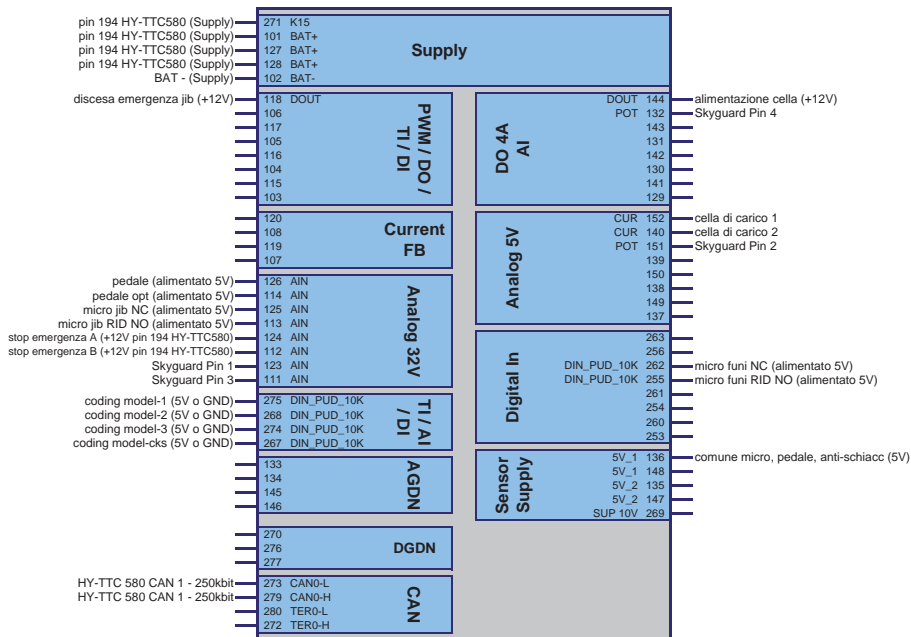 pin 194 HY-TTC580 (Supply) 271 K15
pin 194 HY-TTC580 (Supply) 101 BAT+
pin 194 HY-TTC580 (Supply) 127 BAT+
pin 194 HY-TTC580 (Supply) 128 BAT+
BAT - (Supply) 102 BAT-
Supply
discesa emergenza jib (+12V) 118 DOUT
106
117
105
116
104
115
103
PWM / DO /
TI / DI
120
108
119
107
Current
FB
pedale (alimentato 5V) 126 AIN
pedale opt (alimentato 5V) 114 AIN
micro jib NC (alimentato 5V) 125 AIN
micro jib RID NO (alimentato 5V) 113 AIN
stop emergenza A (+12V pin 194 HY-TTC580) 124 AIN
stop emergenza B (+12V pin 194 HY-TTC580) 112 AIN
Skyguard Pin 1 123 AIN
Skyguard Pin 3 111 AIN
Analog 32V
coding model-1 (5V o GND) 275 DIN_PUD_10K
coding model-2 (5V o GND) 268 DIN_PUD_10K
coding model-3 (5V o GND) 274 DIN_PUD_10K
coding model-cks (5V o GND) 267 DIN_PUD_10K
TI / AI
/ DI
133
134
145
146
AGDN
270
276
277
DGDN
HY-TTC 580 CAN 1 - 250kbit 273 CAN0-L
HY-TTC 580 CAN 1 - 250kbit 279 CAN0-H
280 TER0-L
272 TER0-H
CAN
DO 4A
AI
DOUT 144 alimentazione cella (+12V)
POT 132 Skyguard Pin 4
143
131
142
130
141
129
Analog 5V
CUR 152 cella di carico 1
CUR 140 cella di carico 2
POT 151 Skyguard Pin 2
139
150
138
149
137
Digital In
263
256
DIN_PUD_10K 262 micro funi NC (alimentato 5V)
DIN_PUD_10K 255 micro funi RID NO (alimentato 5V)
261
254
260
253
Sensor
Supply
5V_1 136 comune micro, pedale, anti-schiacc (5V)
5V_1 148
5V_2 135
5V_2 147
SUP 10V 269